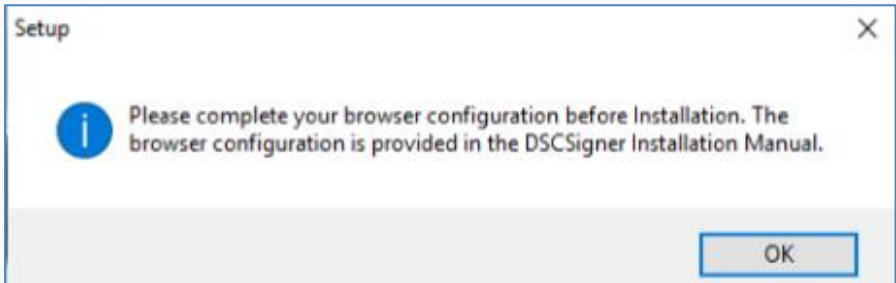 Setup
Please complete your browser configuration before Installation. The
browser configuration is provided in the DSCSigner Installation Manual.
OK